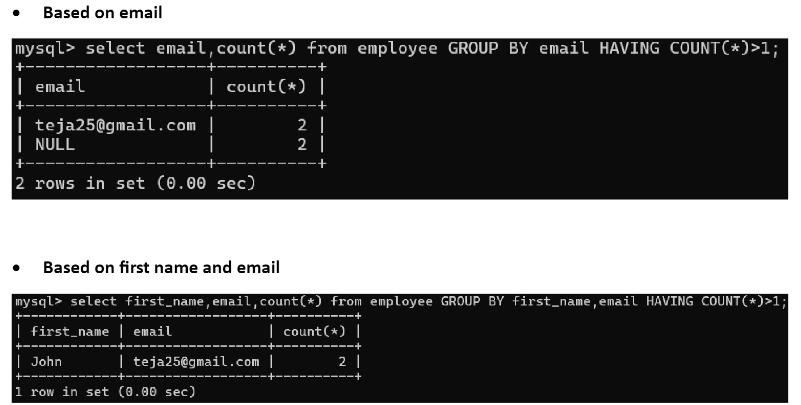 • Based on email
mysql> select email,count(*) from employee GROUP BY email HAVING COUNT(*)>1;
+-------------------+----------+
| email             | count(*) |
+-------------------+----------+
| teja25@gmail.com |        2 |
| NULL              |        2 |
+-------------------+----------+
2 rows in set (0.00 sec)
• Based on first name and email
mysql> select first_name,email,count(*) from employee GROUP BY first_name,email HAVING COUNT(*)>1;
+------------+------------------+----------+
| first_name | email            | count(*) |
+------------+------------------+----------+
| John       | teja25@gmail.com |        2 |
+------------+------------------+----------+
1 row in set (0.00 sec)